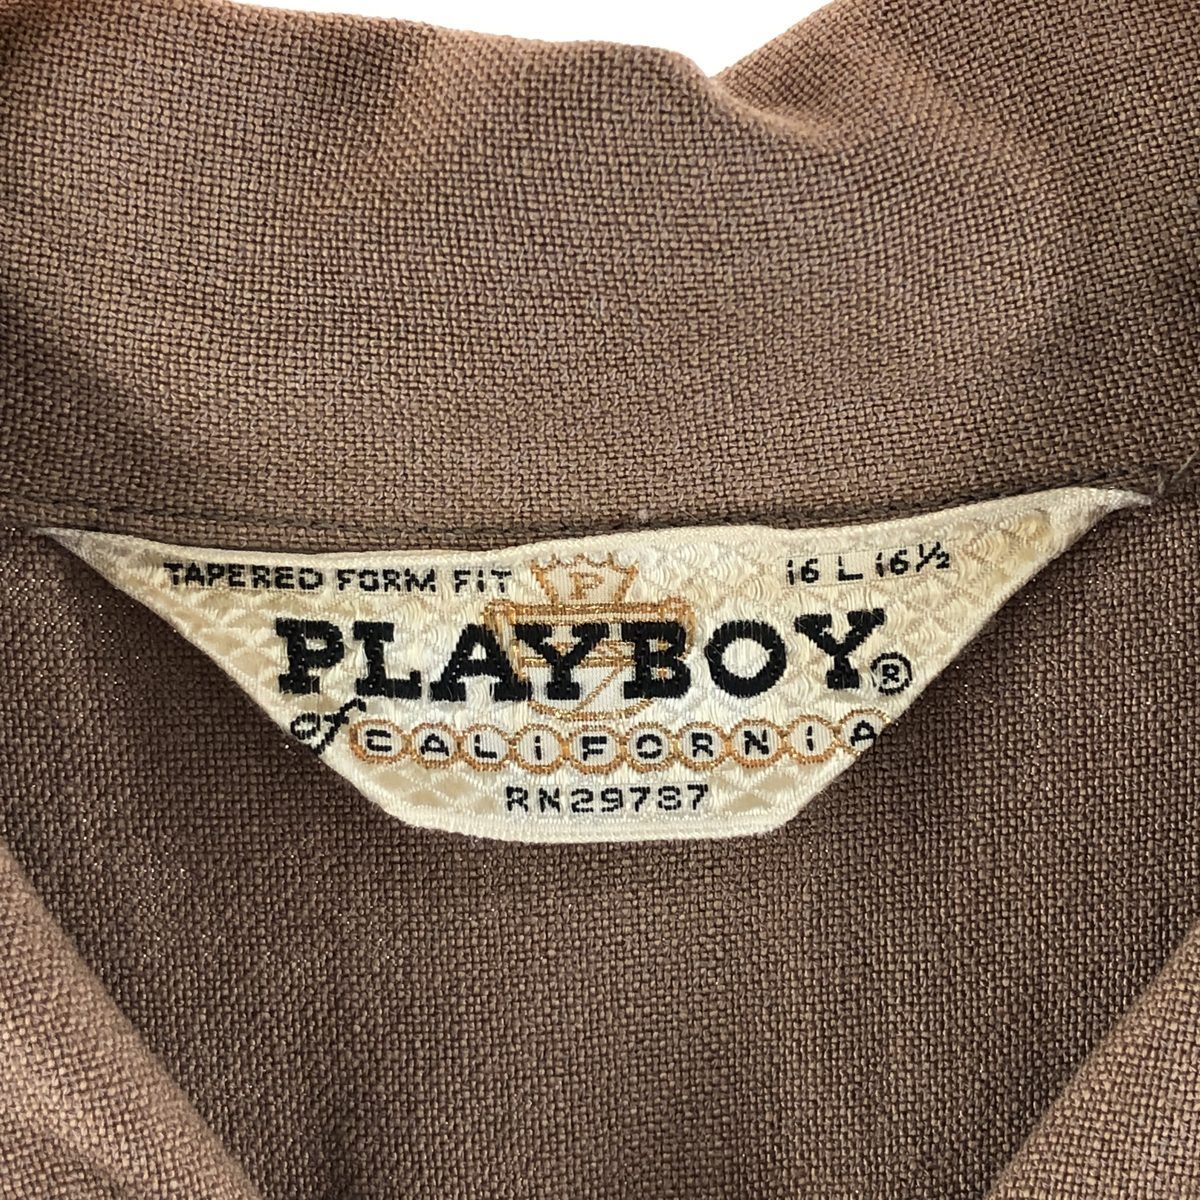 TAPERED FORM FIT 16 L 16½
P
PLAYBOY®
of CALIFORNIA
RN29787